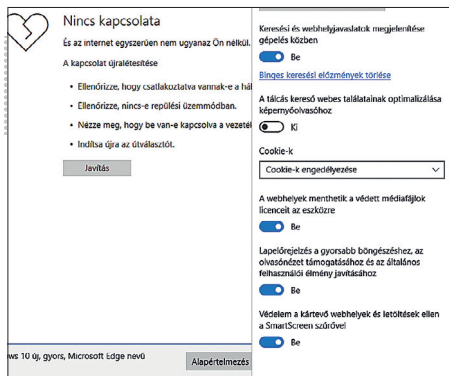 Nincs kapcsolata
És az internet egyszerűen nem ugyanaz Ön nélkül.
A kapcsolat újralétesítése
• Ellenőrizze, hogy csatlakoztatva vannak-e a hál
• Ellenőrizze, nincs-e repülési üzemmódban.
• Nézze meg, hogy be van-e kapcsolva a vezeték
• Indítsa újra az útválasztót.
Javítás
ws 10 új, gyors, Microsoft Edge nevű
Alapértelmezés
Keresési és webhelyjavaslatok megjelenítése
gépelés közben
Be
Binges keresési előzmények törlése
A tálcás kereső webes találatainak optimalizálása
képernyőolvasóhoz
Ki
Cookie-k
Cookie-k engedélyezése
A webhelyek menthetik a védett médiafájlok
licenceit az eszközre
Be
Lapelőrejelzés a gyorsabb böngészéshez, az
olvasónézet támogatásához és az általános
felhasználói élmény javításához
Be
Védelem a kártevő webhelyek és letöltések ellen
a SmartScreen szűrővel
Be